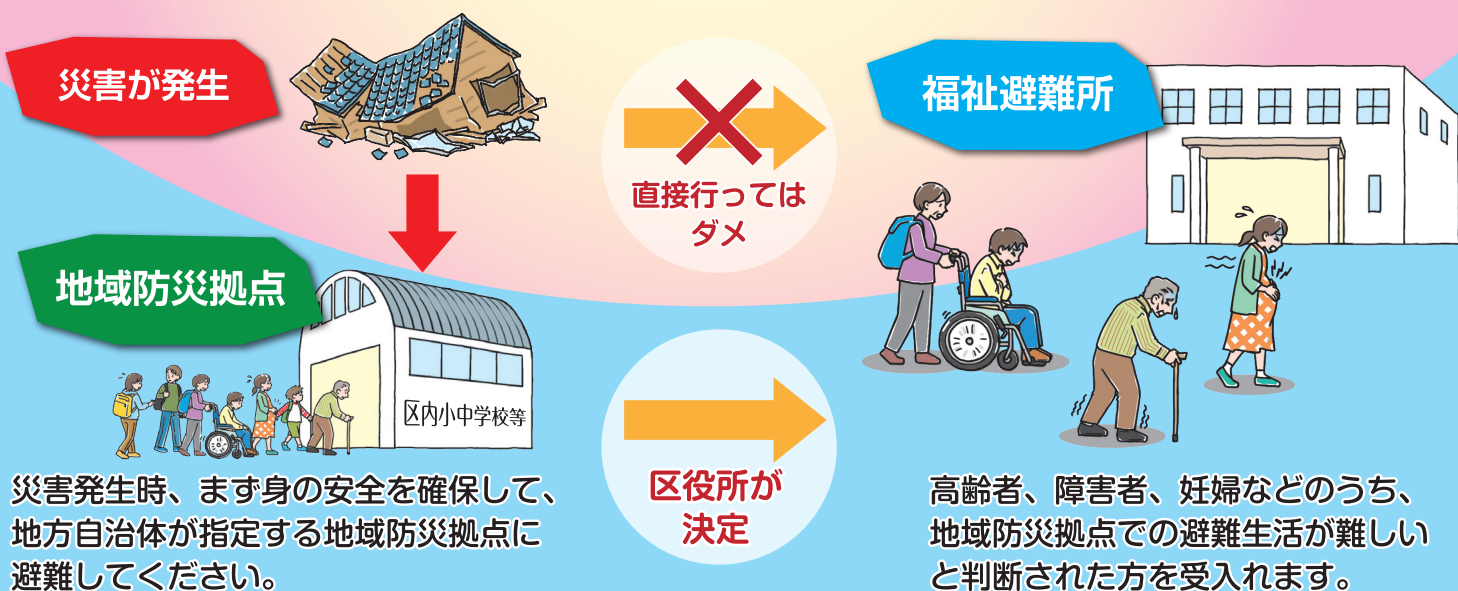 災害が発生
直接行っては
ダメ
福祉避難所
地域防災拠点
区内小中学校等
災害発生時、まず身の安全を確保して、
地方自治体が指定する地域防災拠点に
避難してください。
区役所が
決定
高齢者、障害者、妊婦などのうち、
地域防災拠点での避難生活が難しい
と判断された方を受入れます。